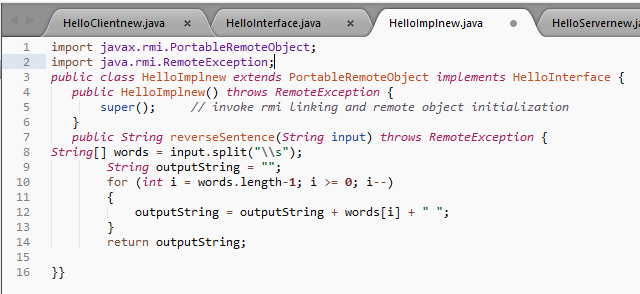 HelloClientnew.java × HelloInterface.java × HelloImplnew.java HelloServernew.java
1 import javax.rmi.PortableRemoteObject;
2 import java.rmi.RemoteException;
3 public class HelloImplnew extends PortableRemoteObject implements HelloInterface {
4 public HelloImplnew() throws RemoteException {
5 super(); // invoke rmi linking and remote object initialization
6 }
7 public String reverseSentence(String input) throws RemoteException {
8 String[] words = input.split("\\s");
9 String outputString = "";
10 for (int i = words.length-1; i >= 0; i--)
11 {
12 outputString = outputString + words[i] + " ";
13 }
14 return outputString;
15
16 }}